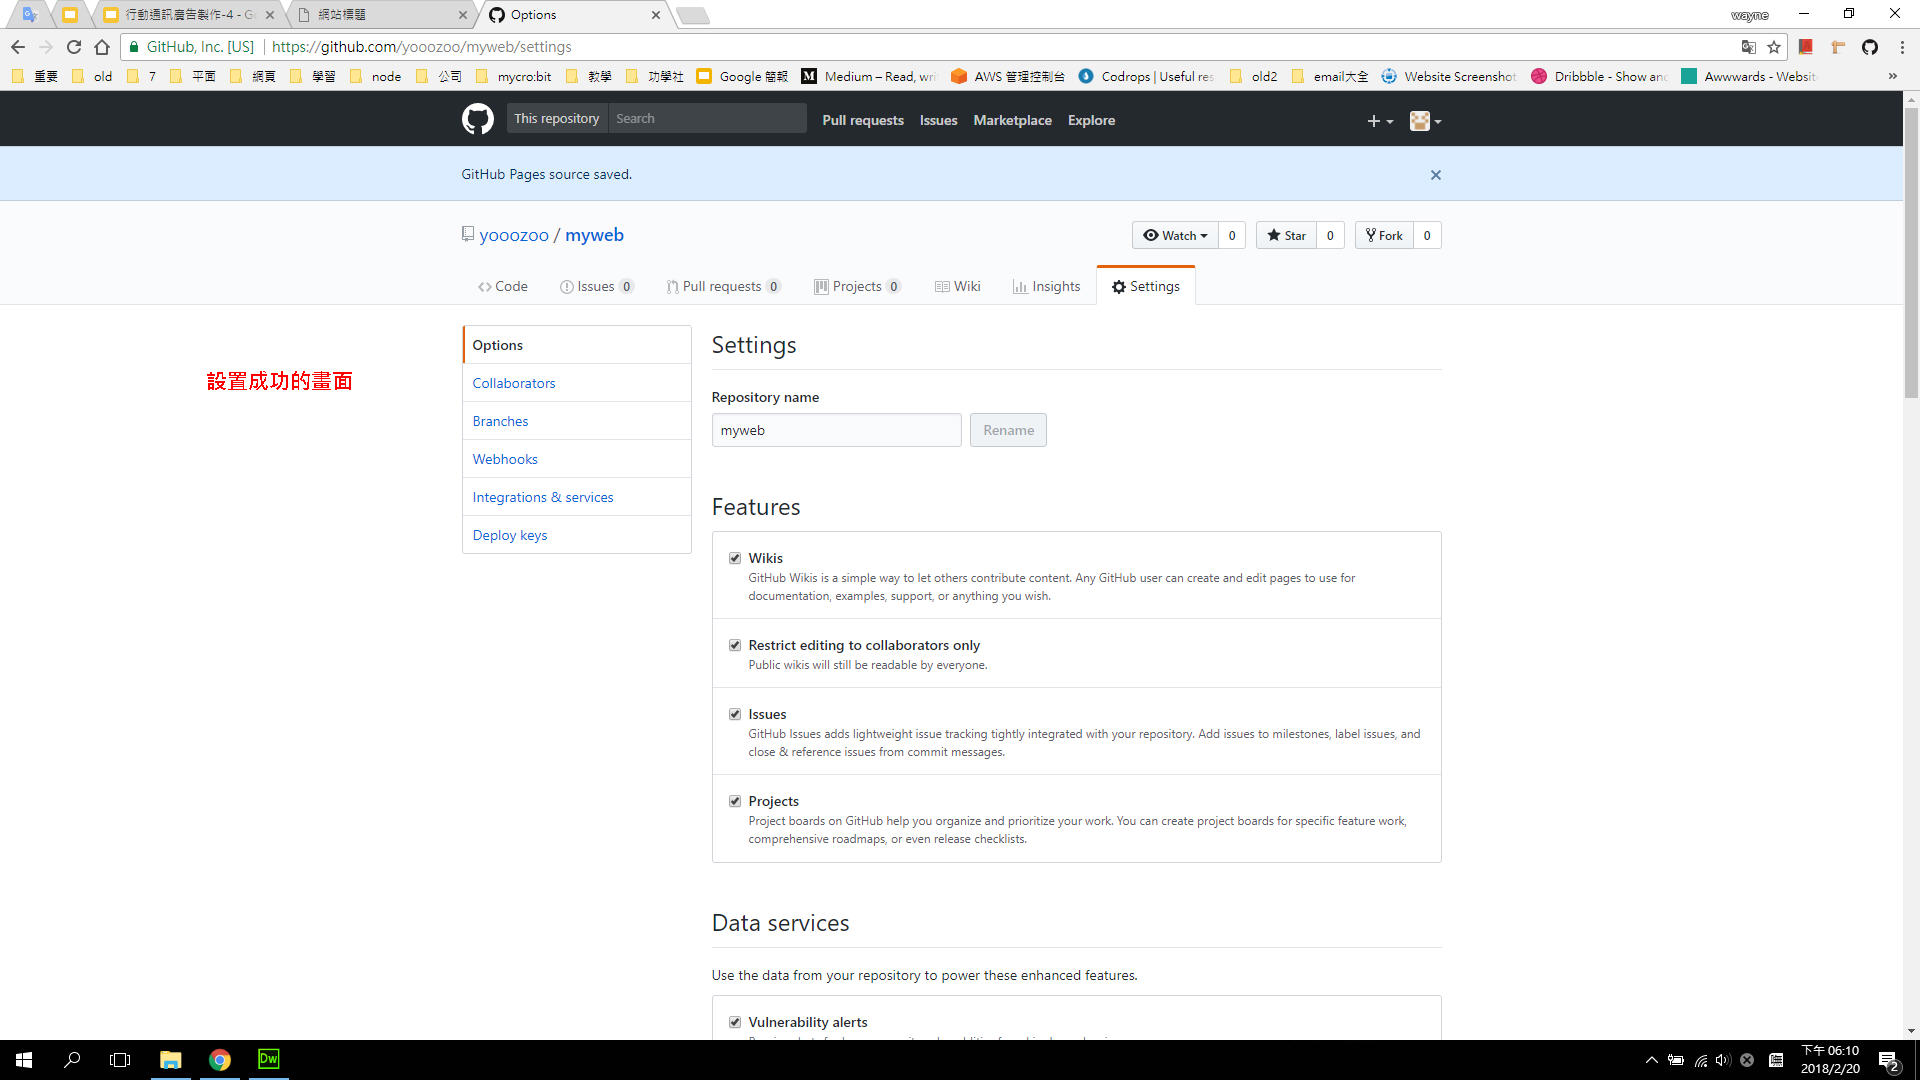 行動通訊廣告製作-4 - G
網站標題
Options
wayne
GitHub, Inc. [US]
https://github.com/yooozoo/myweb/settings
重要
old
7
平面
網頁
學習
node
公司
mycro:bit
教學
功學社
Google 簡報
Medium – Read, wri
AWS 管理控制台
Codrops | Useful res
old2
email大全
Website Screenshot
Dribbble - Show and
Awwwards - Websit
This repository
Search
Pull requests
Issues
Marketplace
Explore
GitHub Pages source saved.
yooozoo / myweb
Watch 0
Star 0
Fork 0
Code
Issues 0
Pull requests 0
Projects 0
Wiki
Insights
Settings
設置成功的畫面
Options
Collaborators
Branches
Webhooks
Integrations & services
Deploy keys
Settings
Repository name
myweb
Rename
Features
Wikis
GitHub Wikis is a simple way to let others contribute content. Any GitHub user can create and edit pages to use for
documentation, examples, support, or anything you wish.
Restrict editing to collaborators only
Public wikis will still be readable by everyone.
Issues
GitHub Issues adds lightweight issue tracking tightly integrated with your repository. Add issues to milestones, label issues, and
close & reference issues from commit messages.
Projects
Project boards on GitHub help you organize and prioritize your work. You can create project boards for specific feature work,
comprehensive roadmaps, or even release checklists.
Data services
Use the data from your repository to power these enhanced features.
Vulnerability alerts
Dw
下午 06:10
2018/2/20
2